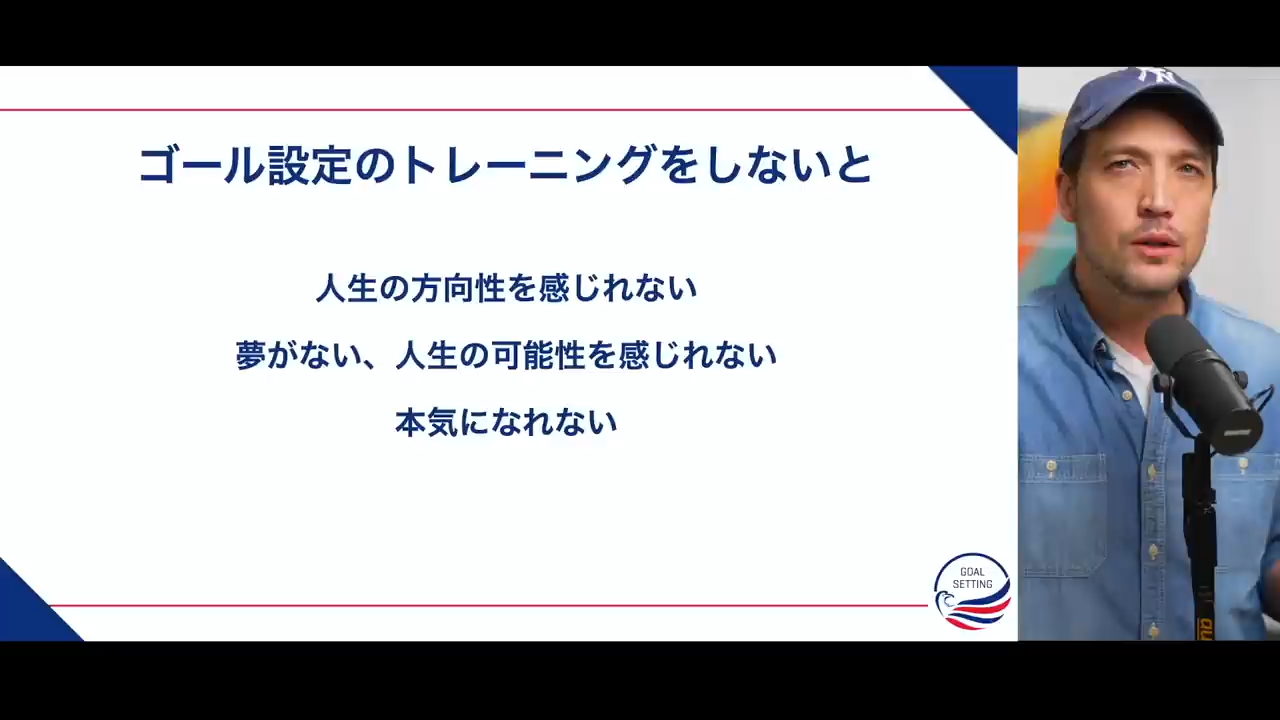 ゴール設定のトレーニングをしないと
人生の方向性を感じれない
夢がない、人生の可能性を感じれない
本気になれない
GOAL
SETTING